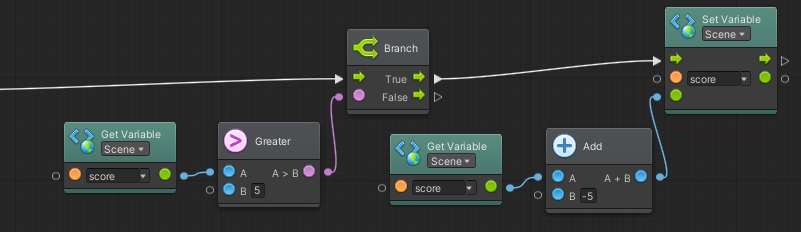 Set Variable
Scene
score
Branch
True
False
Get Variable
Scene
score
Greater
A A > B
B 5
Get Variable
Scene
score
Add
A A + B
B -5